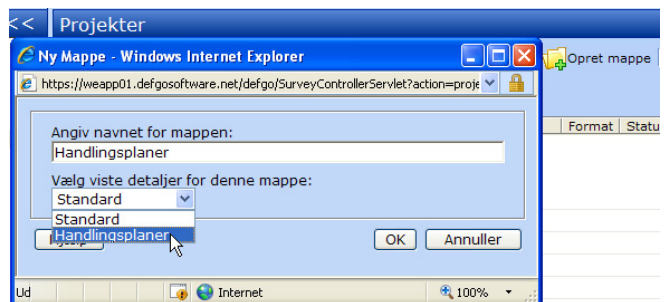 << Projekter
Ny Mappe - Windows Internet Explorer
https://weapp01.defgosoftware.net/defgo/SurveyControllerServlet?action=proje
Opret mappe
Format Statu
Angiv navnet for mappen:
Handlingsplaner
Vælg viste detaljer for denne mappe:
Standard
Standard
Handlingsplaner
OK Annuller
Ud Internet 100%